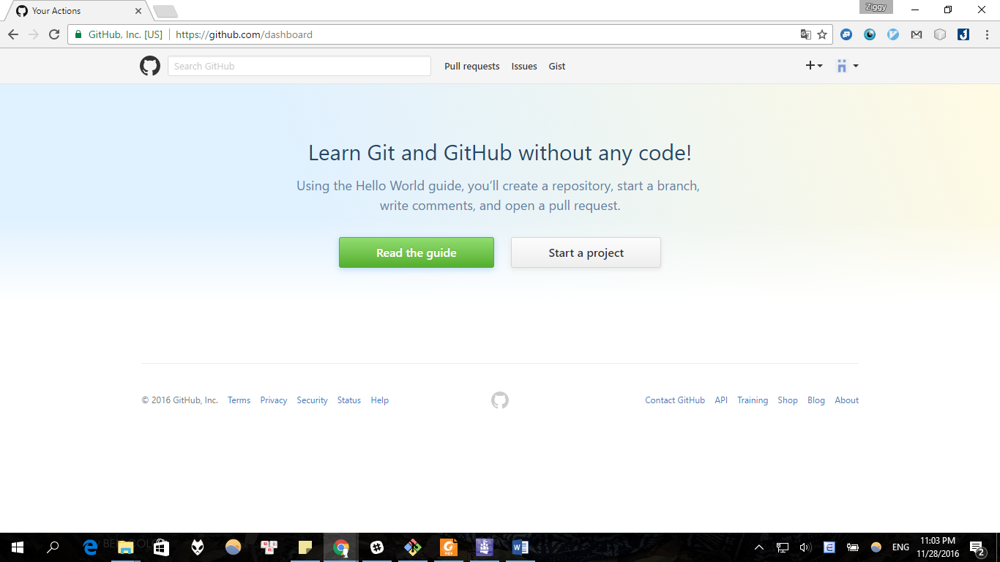 Your Actions
Ziggy
GitHub, Inc. [US] https://github.com/dashboard
Search GitHub
Pull requests Issues Gist
Learn Git and GitHub without any code!
Using the Hello World guide, you’ll create a repository, start a branch,
write comments, and open a pull request.
Read the guide Start a project
© 2016 GitHub, Inc. Terms Privacy Security Status Help
Contact GitHub API Training Shop Blog About
ENG
11:03 PM
11/28/2016
2